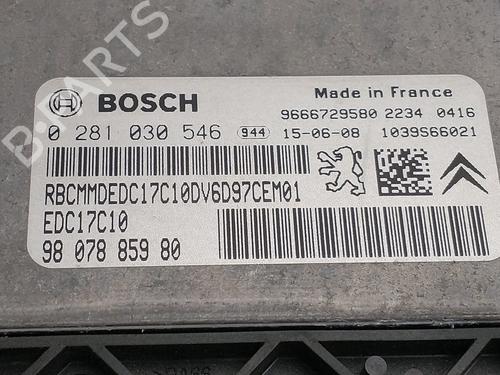 BOSCH
Made in France
9666729580 2234 0416
0 281 030 546 944 15-06-08 1039S66021
RBCMMDEDC17C10DV6D97CEM01
EDC17C10
98 078 859 80
B-PARTS